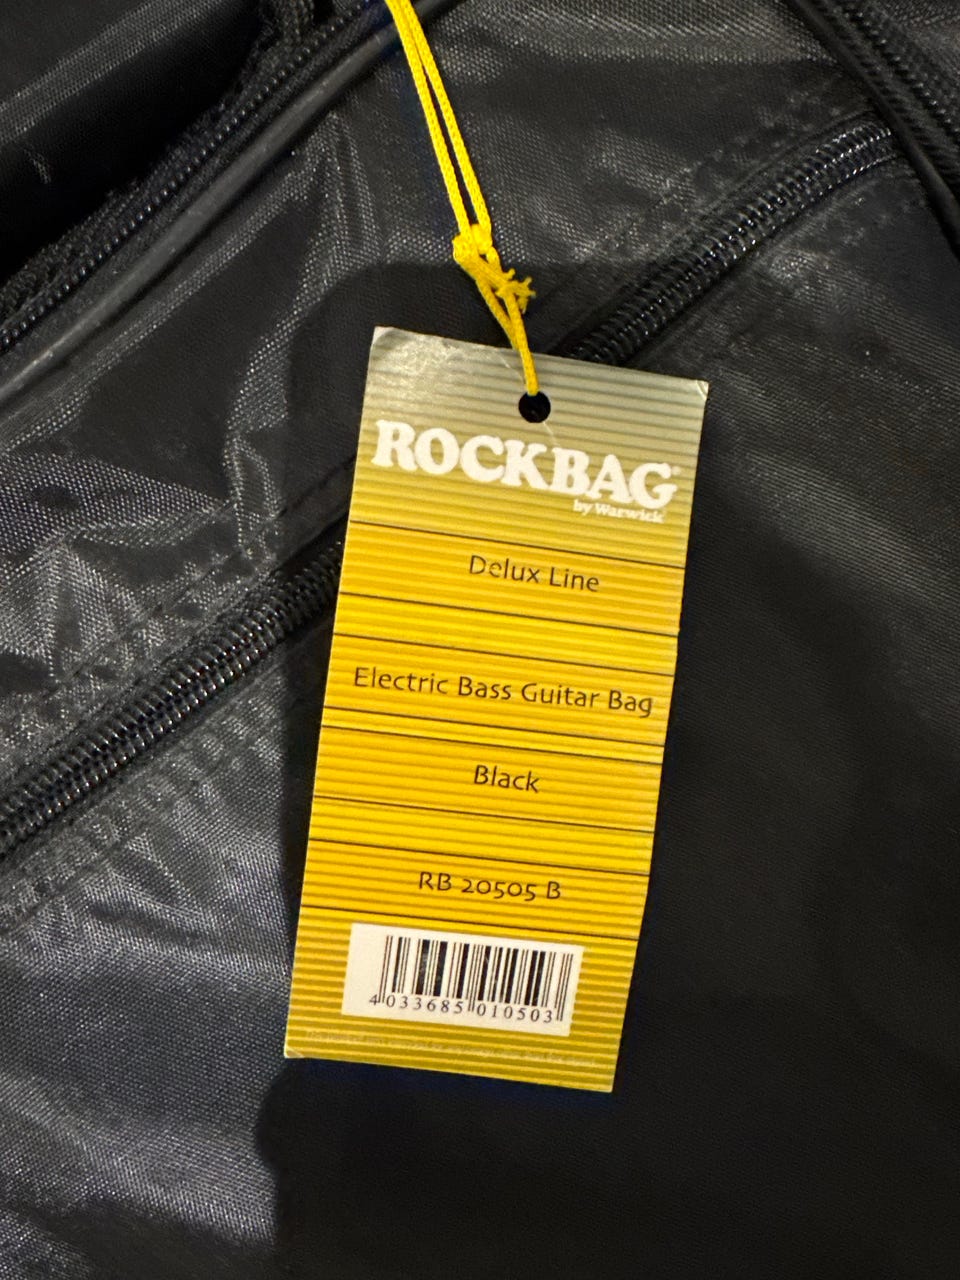 ROCKBAG®
by Warwick
Delux Line
Electric Bass Guitar Bag
Black
RB 20505 B
4 033685 010503